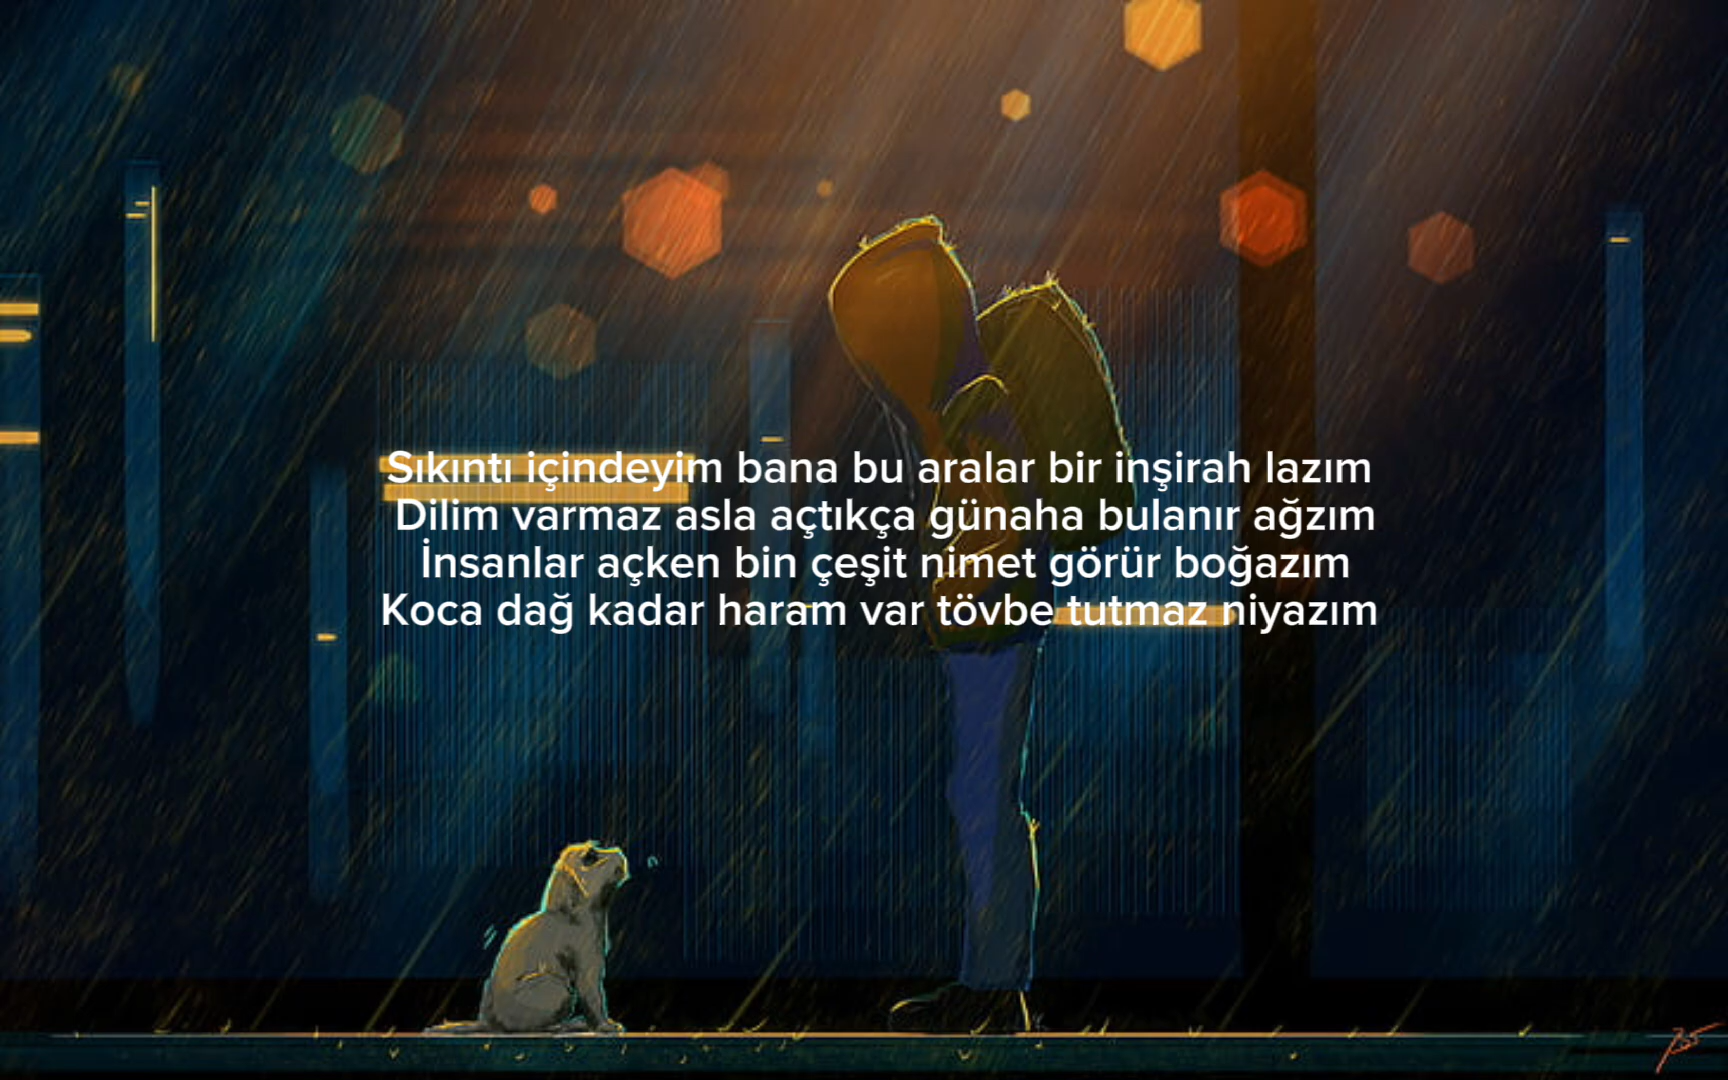 Sıkıntı içindeyim bana bu aralar bir inşirah lazım
Dilim varmaz asla açtıkça günaha bulanır ağzım
İnsanlar açken bin çeşit nimet görür boğazım
Koca dağ kadar haram var tövbe tutmaz niyazım